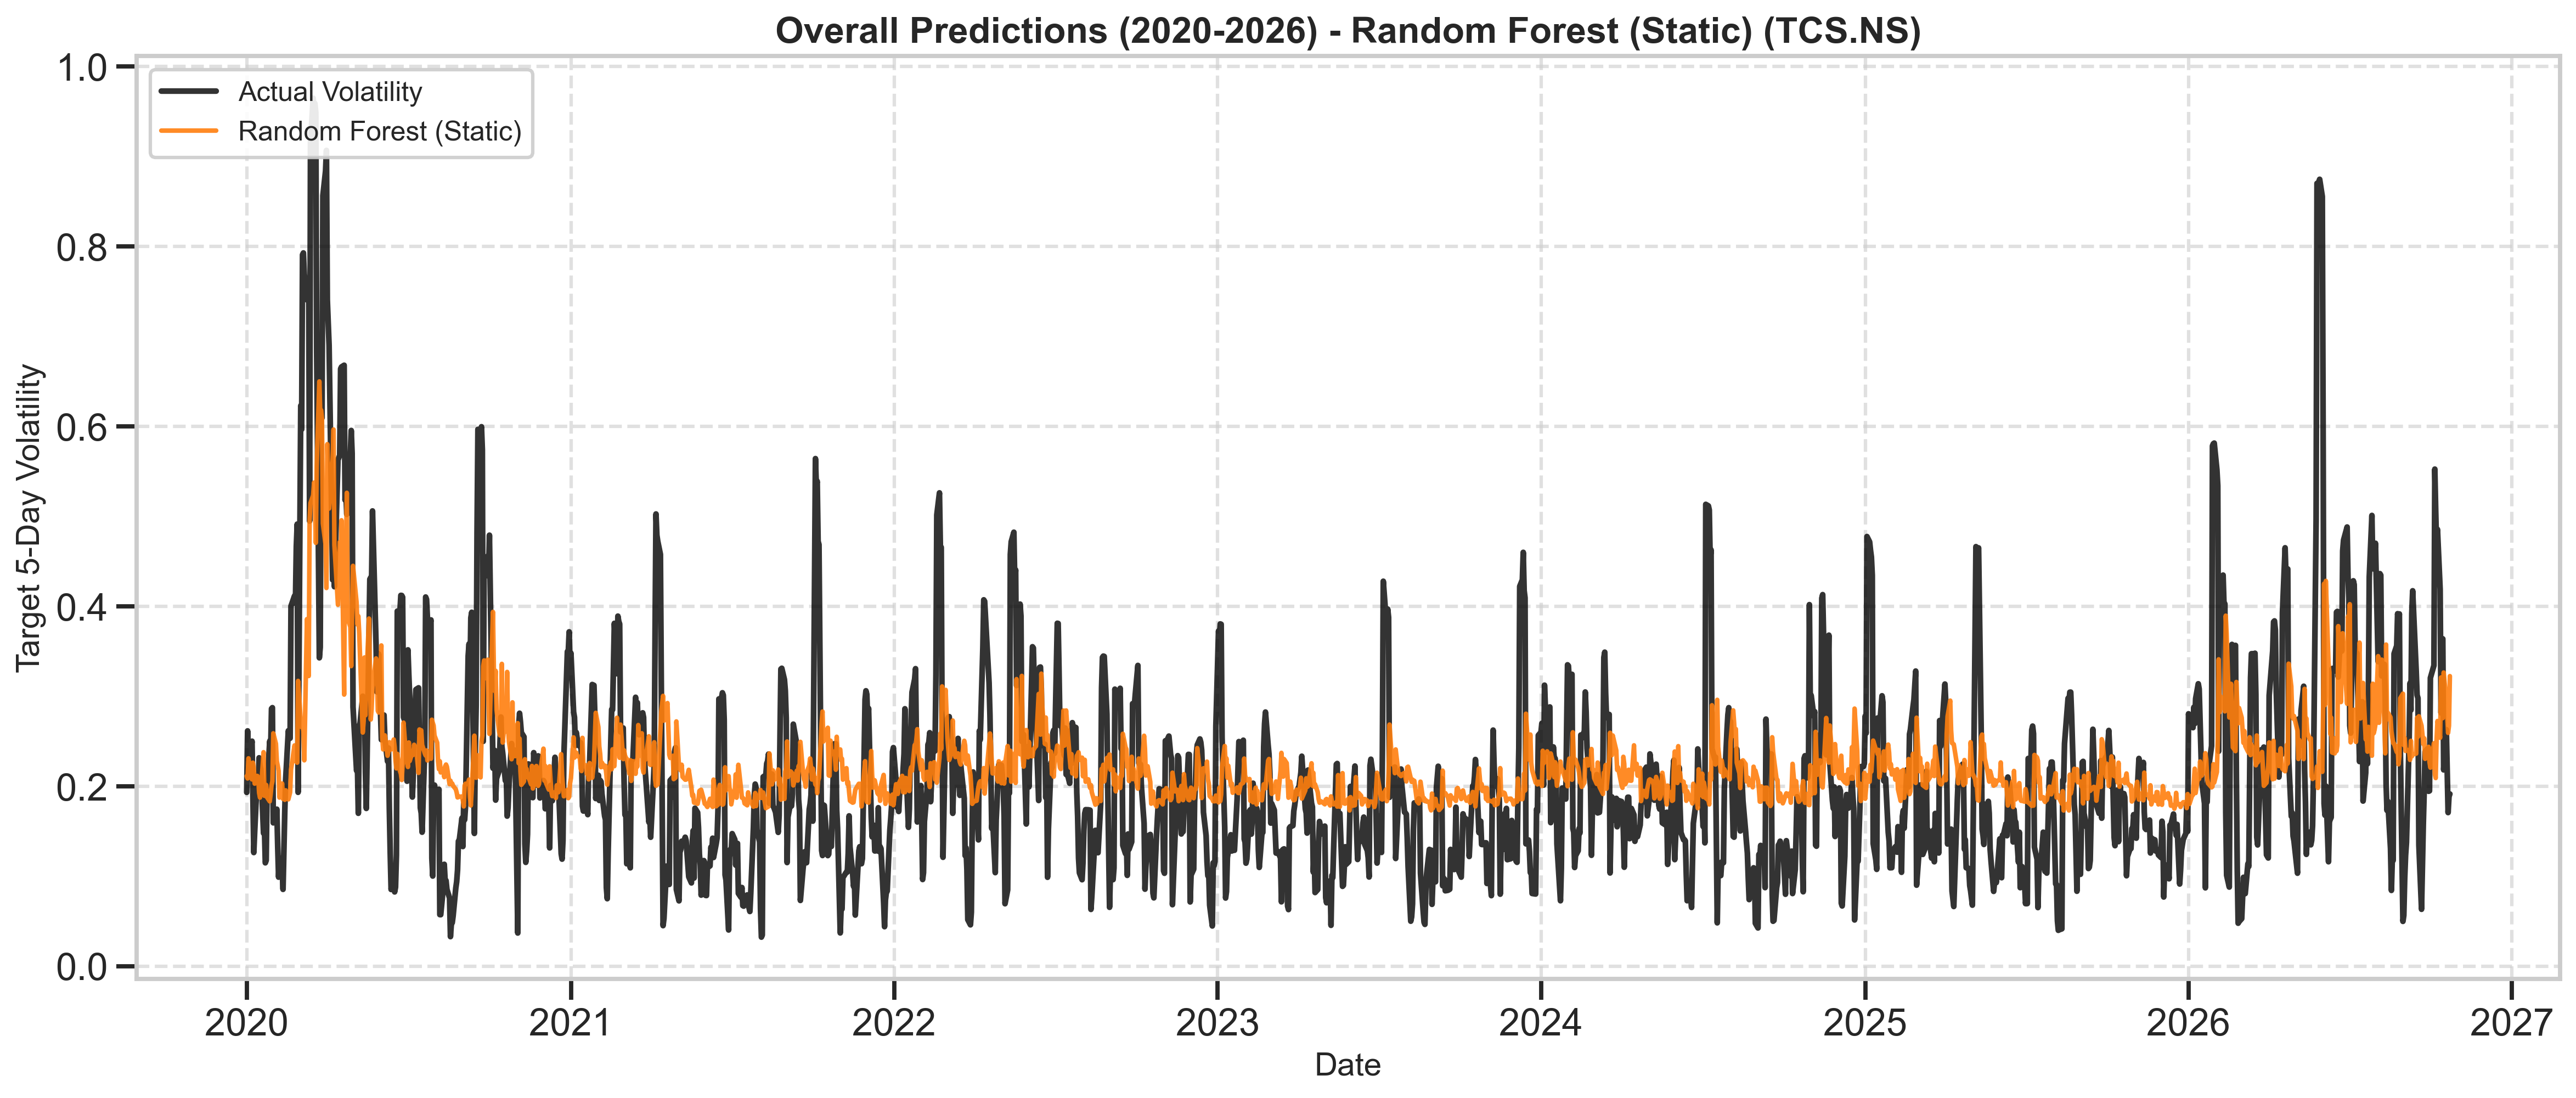 Overall Predictions (2020-2026) - Random Forest (Static) (TCS.NS)
Actual Volatility
Random Forest (Static)
Target 5-Day Volatility
1.0
0.8
0.6
0.4
0.2
0.0
2020 2021 2022 2023 2024 2025 2026 2027
Date